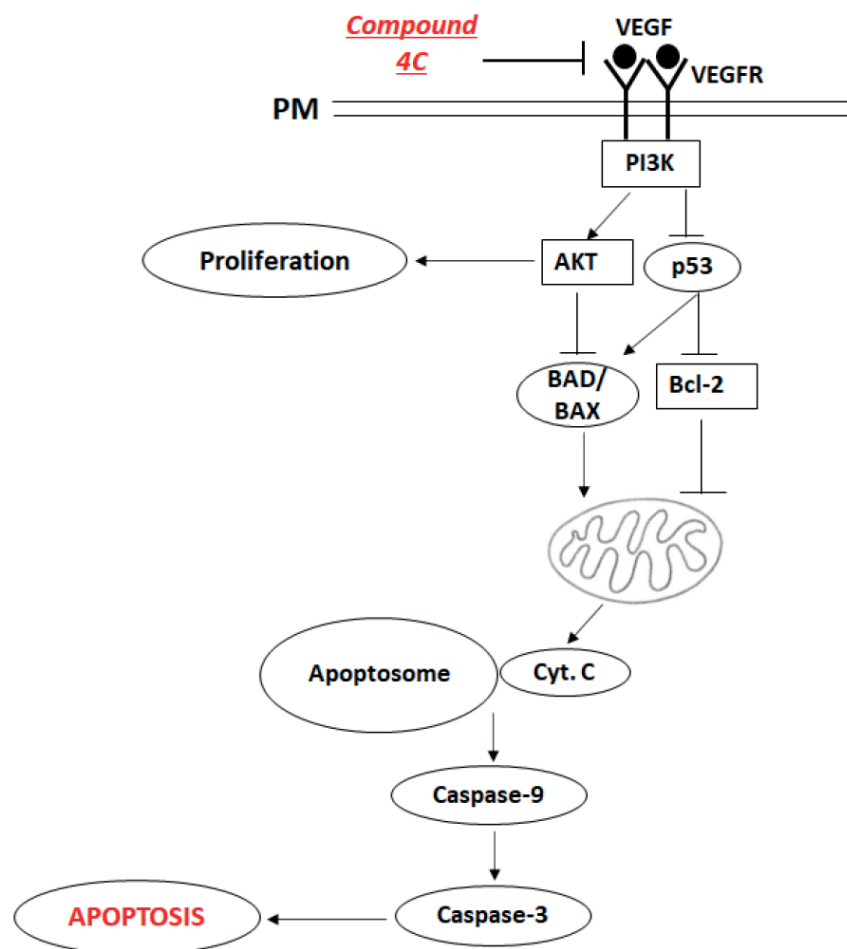 Compound
4C
VEGF
VEGFR
PM
PI3K
Proliferation
AKT
p53
BAD/
BAX
Bcl-2
Apoptosome
Cyt. C
Caspase-9
Caspase-3
APOPTOSIS